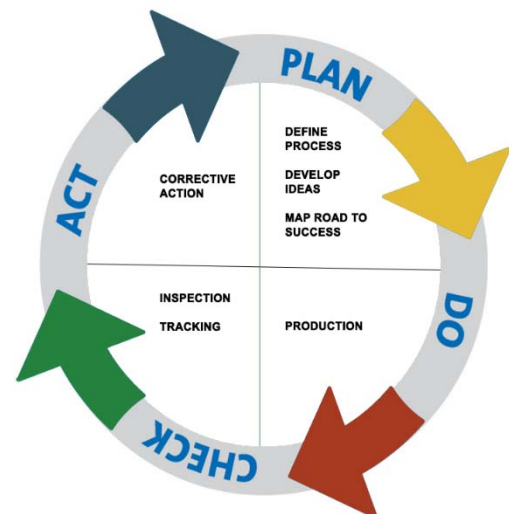 PLAN
DEFINE
PROCESS
DEVELOP
IDEAS
MAP ROAD TO
SUCCESS
DO
PRODUCTION
CHECK
INSPECTION
TRACKING
ACT
CORRECTIVE
ACTION